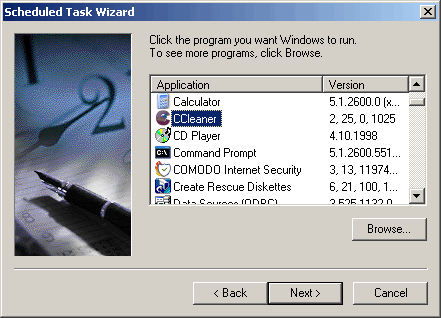 Scheduled Task Wizard
Click the program you want Windows to run.
To see more programs, click Browse.
Application Version
Calculator 5.1.2600.0 (x...
CCleaner 2, 25, 0, 1025
CD Player 4.10.1998
Command Prompt 5.1.2600.551...
COMODO Internet Security 3, 13, 11974...
Create Rescue Diskettes 6, 21, 100, 1...
Data Sources (ODBC) 3.525.1132.0
Browse...
< Back Next > Cancel